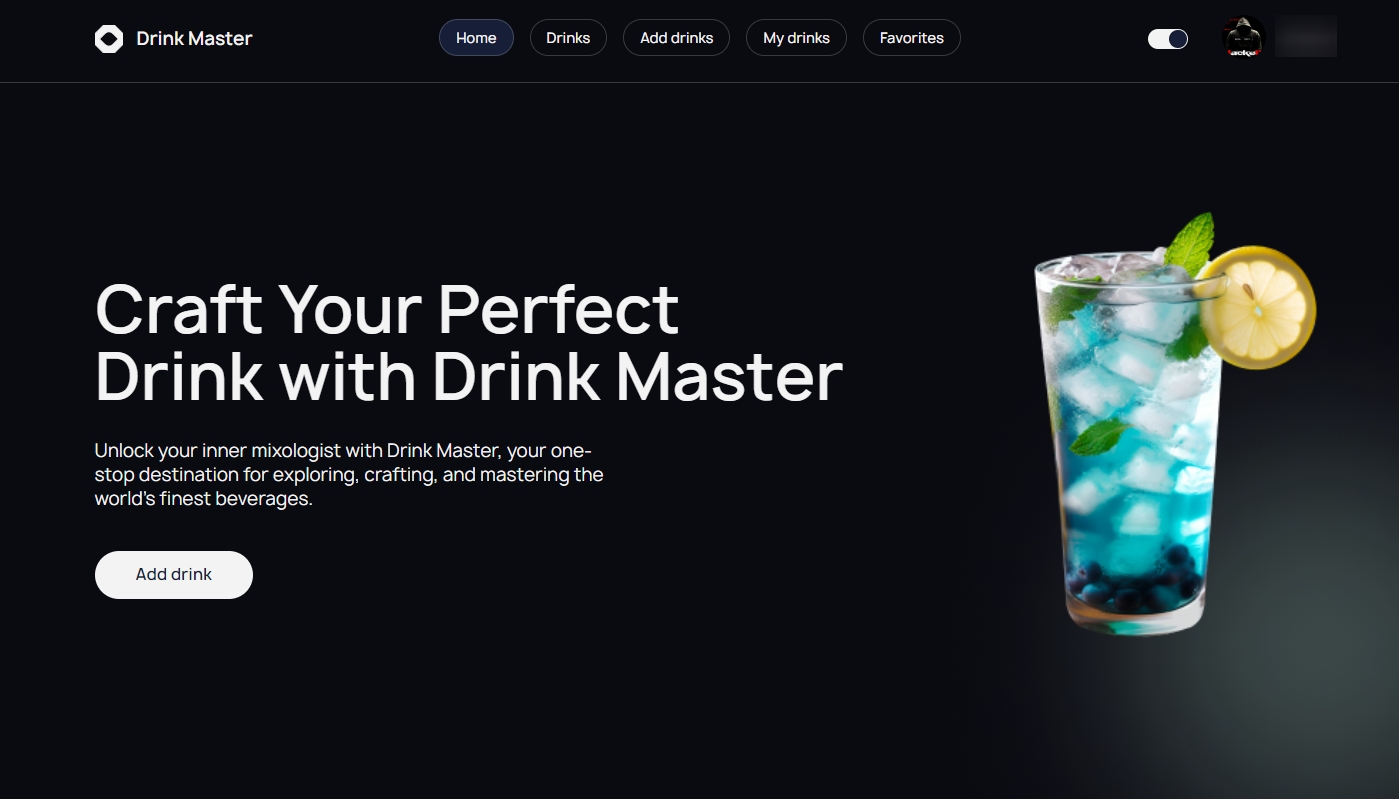 Drink Master
Home
Drinks
Add drinks
My drinks
Favorites
Craft Your Perfect
Drink with Drink Master
Unlock your inner mixologist with Drink Master, your one-
stop destination for exploring, crafting, and mastering the
world's finest beverages.
Add drink